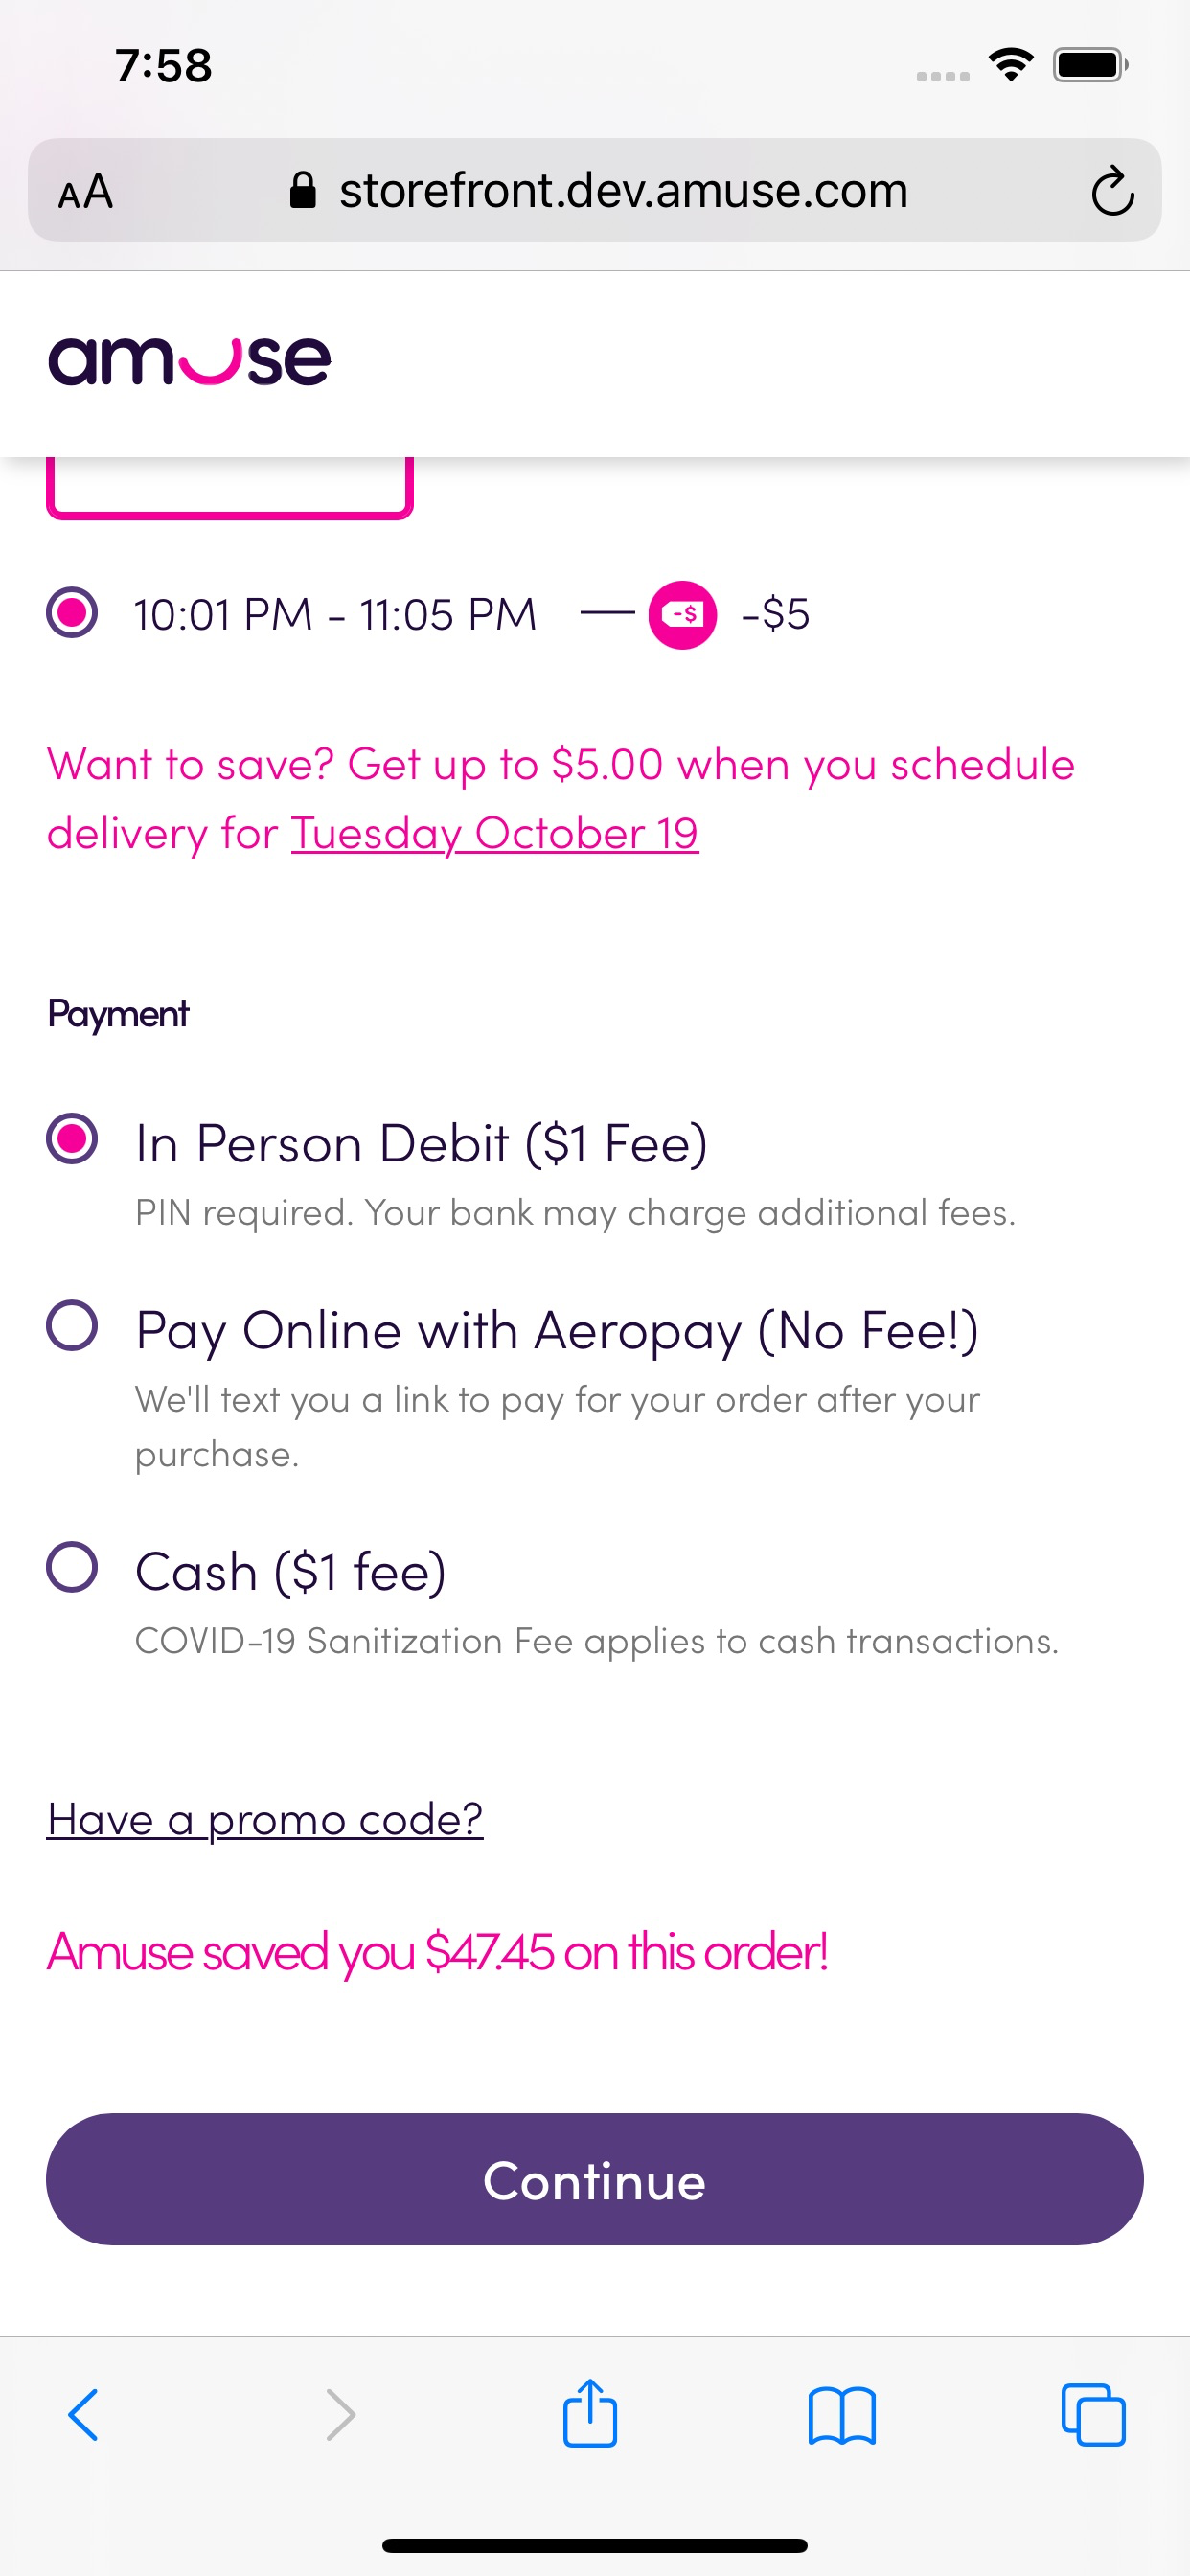 7:58
AA storefront.dev.amuse.com
amuse
10:01 PM - 11:05 PM -$ -$5
Want to save? Get up to $5.00 when you schedule
delivery for Tuesday October 19
Payment
In Person Debit ($1 Fee)
PIN required. Your bank may charge additional fees.
Pay Online with Aeropay (No Fee!)
We'll text you a link to pay for your order after your
purchase.
Cash ($1 fee)
COVID-19 Sanitization Fee applies to cash transactions.
Have a promo code?
Amuse saved you $47.45 on this order!
Continue